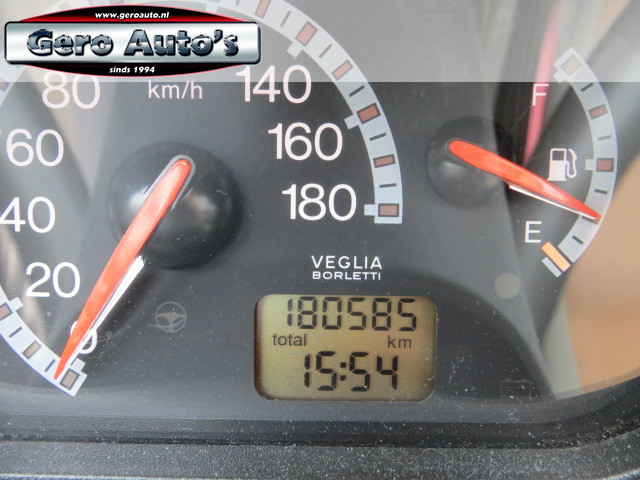 www.geroauto.nl
Gero Auto's
sinds 1994
80 km/h 140
60 160
40 180
20
0
F
E
VEGLIA
BORLETTI
180585
total km
15:54